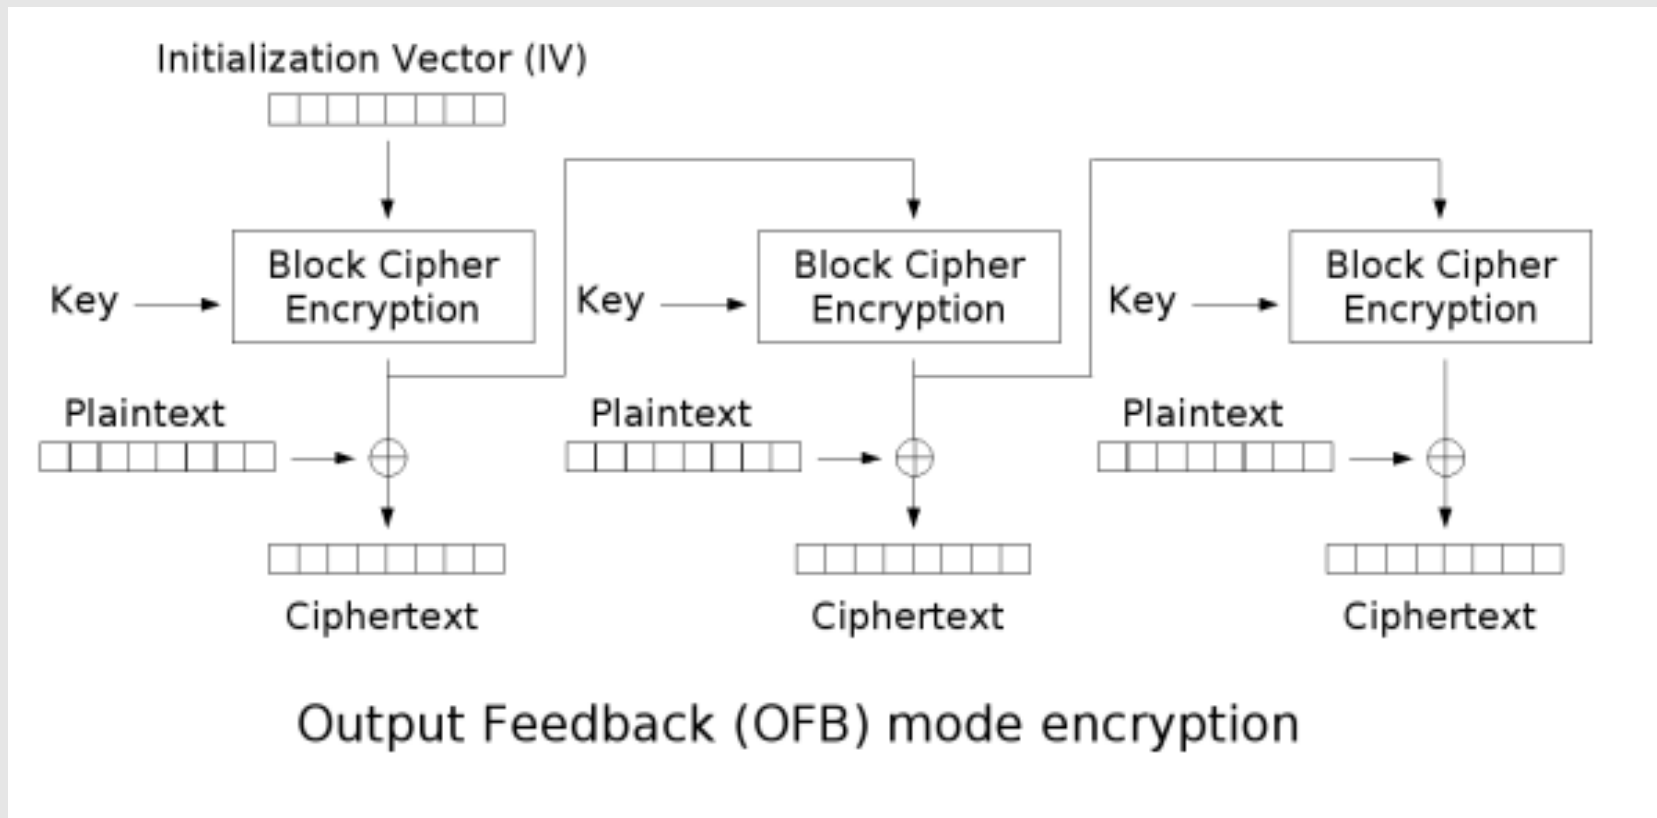 Initialization Vector (IV)
Block Cipher
Encryption
Key
Block Cipher
Encryption
Key
Block Cipher
Encryption
Key
Plaintext
Plaintext
Plaintext
Ciphertext
Ciphertext
Ciphertext
Output Feedback (OFB) mode encryption